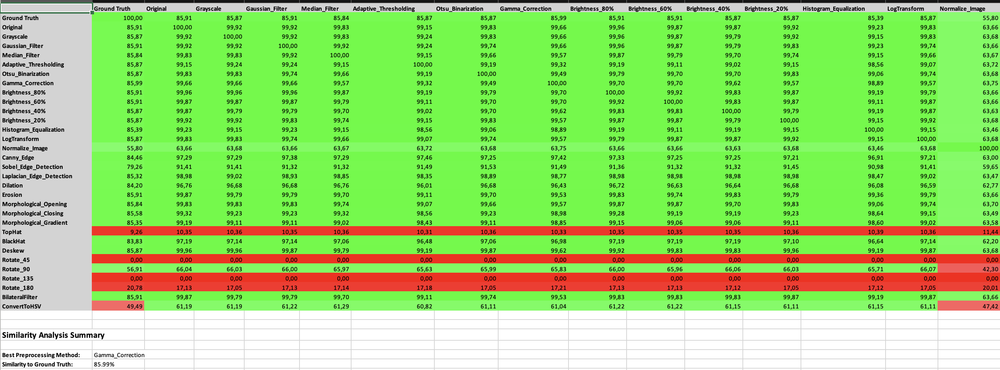 Ground Truth Original Grayscale Gaussian_Filter Median_Filter Adaptive_Thresholding Otsu_Binarization Gamma_Correction Brightness_80% Brightness_60% Brightness_40% Brightness_20% Histogram_Equalization LogTransform Normalize_Image
Ground Truth 100,00 85,91 85,87 85,91 85,84 85,87 85,87 85,99 85,91 85,91 85,87 85,87 85,39 85,87 55,80
Original 85,91 100,00 99,92 99,92 99,83 99,15 99,83 99,66 99,96 99,87 99,87 99,92 99,23 99,83 63,66
Grayscale 85,87 99,92 100,00 99,92 99,83 99,24 99,83 99,66 99,96 99,87 99,79 99,92 99,15 99,83 63,68
Gaussian_Filter 85,91 99,92 99,92 100,00 99,92 99,24 99,74 99,66 99,96 99,87 99,79 99,83 99,23 99,74 63,66
Median_Filter 85,84 99,83 99,83 99,92 100,00 99,15 99,66 99,57 99,87 99,79 99,70 99,74 99,15 99,66 63,67
Adaptive_Thresholding 85,87 99,15 99,24 99,24 99,15 100,00 99,19 99,32 99,19 99,11 99,02 99,15 98,56 99,07 63,72
Otsu_Binarization 85,87 99,83 99,83 99,74 99,66 99,19 100,00 99,49 99,79 99,70 99,70 99,83 99,06 99,74 63,68
Gamma_Correction 85,99 99,66 99,66 99,66 99,57 99,32 99,49 100,00 99,70 99,70 99,62 99,57 98,89 99,57 63,75
Brightness_80% 85,91 99,96 99,96 99,96 99,87 99,19 99,79 99,70 100,00 99,92 99,83 99,87 99,19 99,79 63,66
Brightness_60% 85,91 99,87 99,87 99,87 99,79 99,11 99,70 99,70 99,92 100,00 99,83 99,87 99,11 99,87 63,66
Brightness_40% 85,87 99,87 99,79 99,79 99,70 99,02 99,70 99,62 99,83 99,83 100,00 99,79 99,19 99,87 63,63
Brightness_20% 85,87 99,92 99,92 99,83 99,74 99,15 99,83 99,57 99,87 99,87 99,79 100,00 99,15 99,92 63,68
Histogram_Equalization 85,39 99,23 99,15 99,23 99,15 98,56 99,06 98,89 99,19 99,11 99,19 99,15 100,00 99,15 63,46
LogTransform 85,87 99,83 99,83 99,74 99,66 99,07 99,74 99,57 99,79 99,87 99,87 99,92 99,15 100,00 63,68
Normalize_Image 55,80 63,66 63,68 63,66 63,67 63,72 63,68 63,75 63,66 63,66 63,63 63,68 63,46 63,68 100,00
Canny_Edge 84,46 97,29 97,29 97,38 97,29 97,46 97,25 97,42 97,33 97,25 97,25 97,21 96,91 97,21 63,00
Sobel_Edge_Detection 79,26 91,41 91,41 91,32 91,32 91,49 91,53 91,49 91,36 91,32 91,32 91,45 90,98 91,41 59,65
Laplacian_Edge_Detection 85,32 98,98 99,02 98,93 98,85 98,35 98,89 98,77 98,98 98,98 98,98 98,98 98,47 99,02 63,47
Dilation 84,20 96,76 96,68 96,68 96,76 96,01 96,68 96,43 96,72 96,63 96,64 96,68 96,08 96,59 62,77
Erosion 85,91 99,87 99,79 99,79 99,70 99,11 99,70 99,53 99,83 99,74 99,83 99,79 99,36 99,79 63,66
Morphological_Opening 85,84 99,83 99,83 99,83 99,74 99,07 99,66 99,57 99,87 99,87 99,70 99,83 99,06 99,74 63,70
Morphological_Closing 85,58 99,32 99,23 99,23 99,32 98,56 99,23 98,98 99,28 99,19 99,19 99,23 98,64 99,15 63,49
Morphological_Gradient 85,35 99,19 99,11 99,11 99,02 98,43 99,11 98,85 99,15 99,06 99,06 99,11 98,60 99,02 63,58
TopHat 9,26 10,35 10,36 10,35 10,36 10,31 10,36 10,33 10,35 10,35 10,35 10,36 10,39 10,36 11,44
BlackHat 83,83 97,19 97,14 97,14 97,06 96,48 97,06 96,98 97,19 97,19 97,19 97,10 96,64 97,14 62,20
Deskew 85,87 99,96 99,96 99,87 99,79 99,19 99,87 99,62 99,92 99,83 99,83 99,96 99,19 99,87 63,68
Rotate_45 0,00 0,00 0,00 0,00 0,00 0,00 0,00 0,00 0,00 0,00 0,00 0,00 0,00 0,00 0,00
Rotate_90 56,91 66,04 66,03 66,00 65,97 65,63 65,99 65,83 66,00 65,96 66,06 66,03 65,71 66,07 42,30
Rotate_135 0,00 0,00 0,00 0,00 0,00 0,00 0,00 0,00 0,00 0,00 0,00 0,00 0,00 0,00 0,00
Rotate_180 20,78 17,13 17,05 17,13 17,14 17,18 17,05 17,21 17,13 17,13 17,12 17,05 17,12 17,05 20,01
BilateralFilter 85,91 99,87 99,79 99,79 99,70 99,11 99,74 99,53 99,83 99,83 99,83 99,87 99,19 99,87 63,66
ConvertToHSV 49,49 61,19 61,19 61,22 61,29 60,82 61,11 61,04 61,22 61,22 61,15 61,11 61,15 61,11 47,42
Similarity Analysis Summary
Best Preprocessing Method: Gamma_Correction
Similarity to Ground Truth: 85.99%